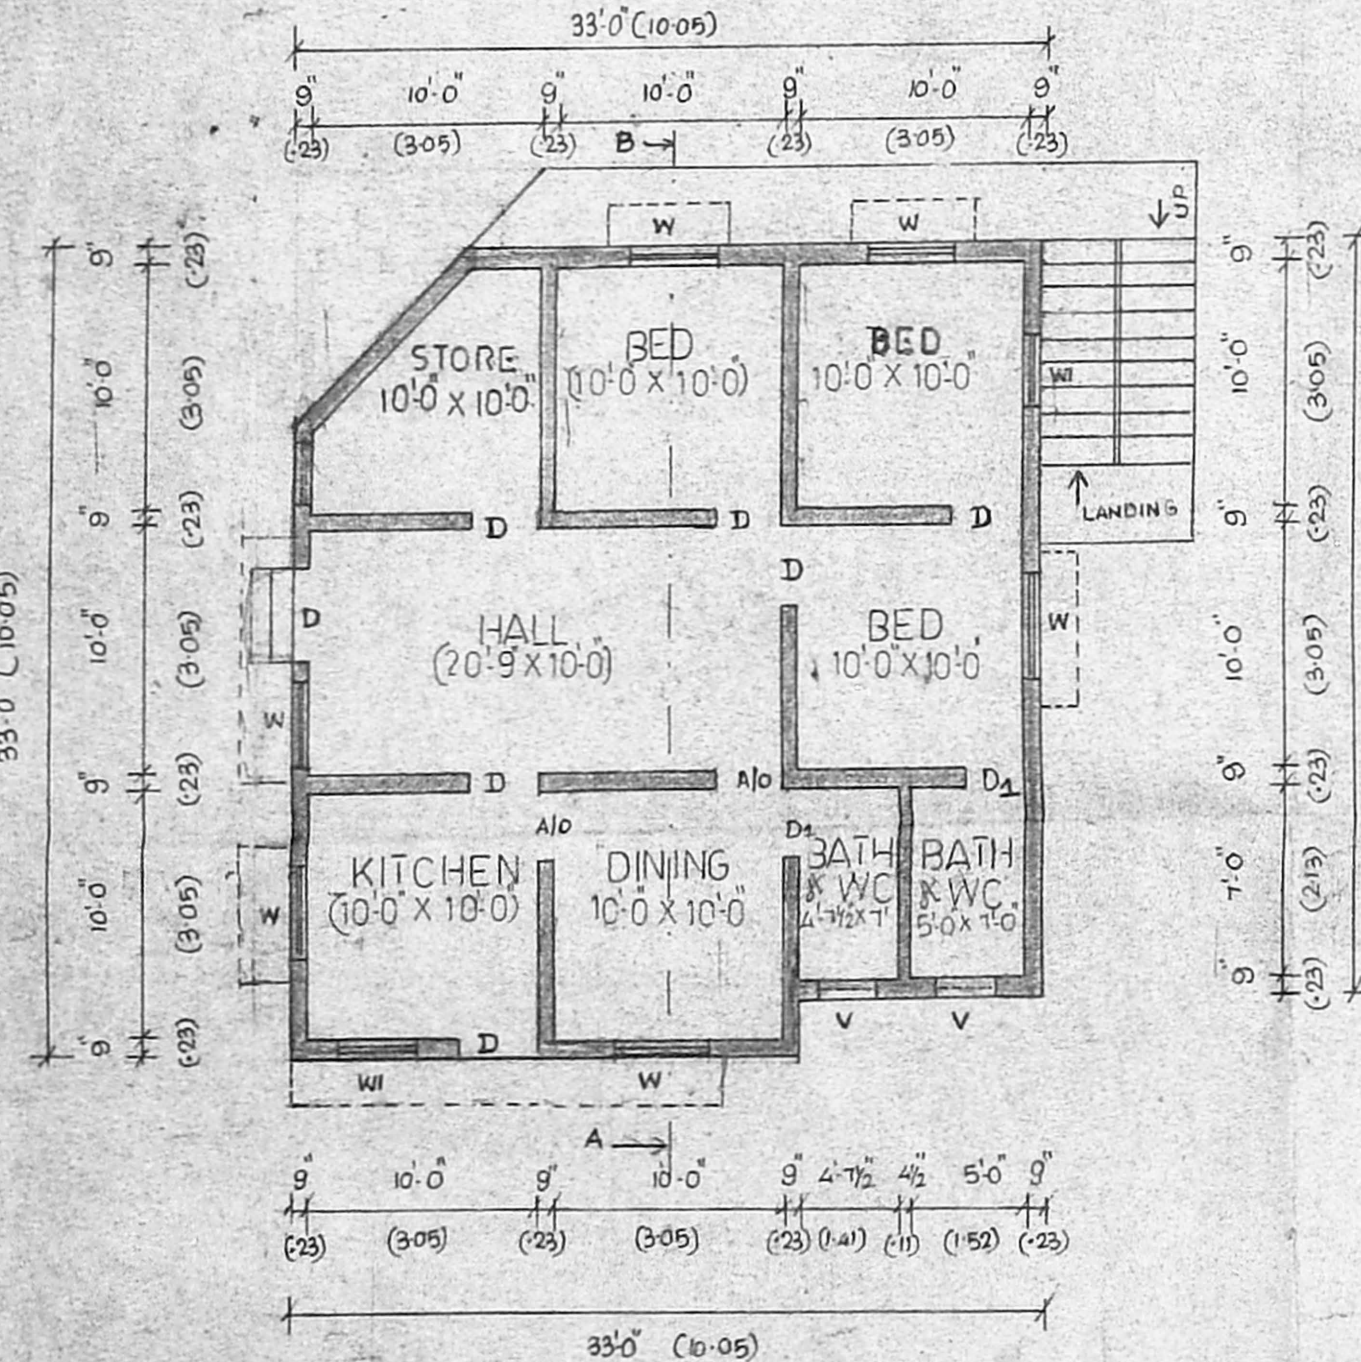 33'-0" (10·05)
9" 10'-0" 9" 10'-0" 9" 10'-0" 9"
(·23) (3·05) (·23) B (·23) (3·05) (·23)
UP
W W
9" (·23) 9" (·23)
STORE
10'-0" X 10'-0"
BED
(10'-0" X 10'-0")
BED
10'-0" X 10'-0"
W1
10'-0" (3·05) 10'-0" (3·05)
LANDING
9" (·23) D D D 9" (·23)
D
33'-0" (10·05)
D
HALL
(20'-9" X 10'-0")
BED
10'-0" X 10'-0"
W
10'-0" (3·05) 10'-0" (3·05)
W
9" (·23) D A/O D1 9" (·23)
A/O D1
KITCHEN
(10'-0" X 10'-0")
DINING
10'-0" X 10'-0"
BATH
& WC
4'-7½" X 7'
BATH
& WC
5'-0" X 7'-0"
W
10'-0" (3·05) 7'-0" (2·13)
9" (·23)
V V
9" (·23) D
W1 W
A
9" 10'-0" 9" 10'-0" 9" 4'-7½" 4½" 5'-0" 9"
(·23) (3·05) (·23) (3·05) (·23) (1·41) (·11) (1·52) (·23)
33'-0" (10·05)